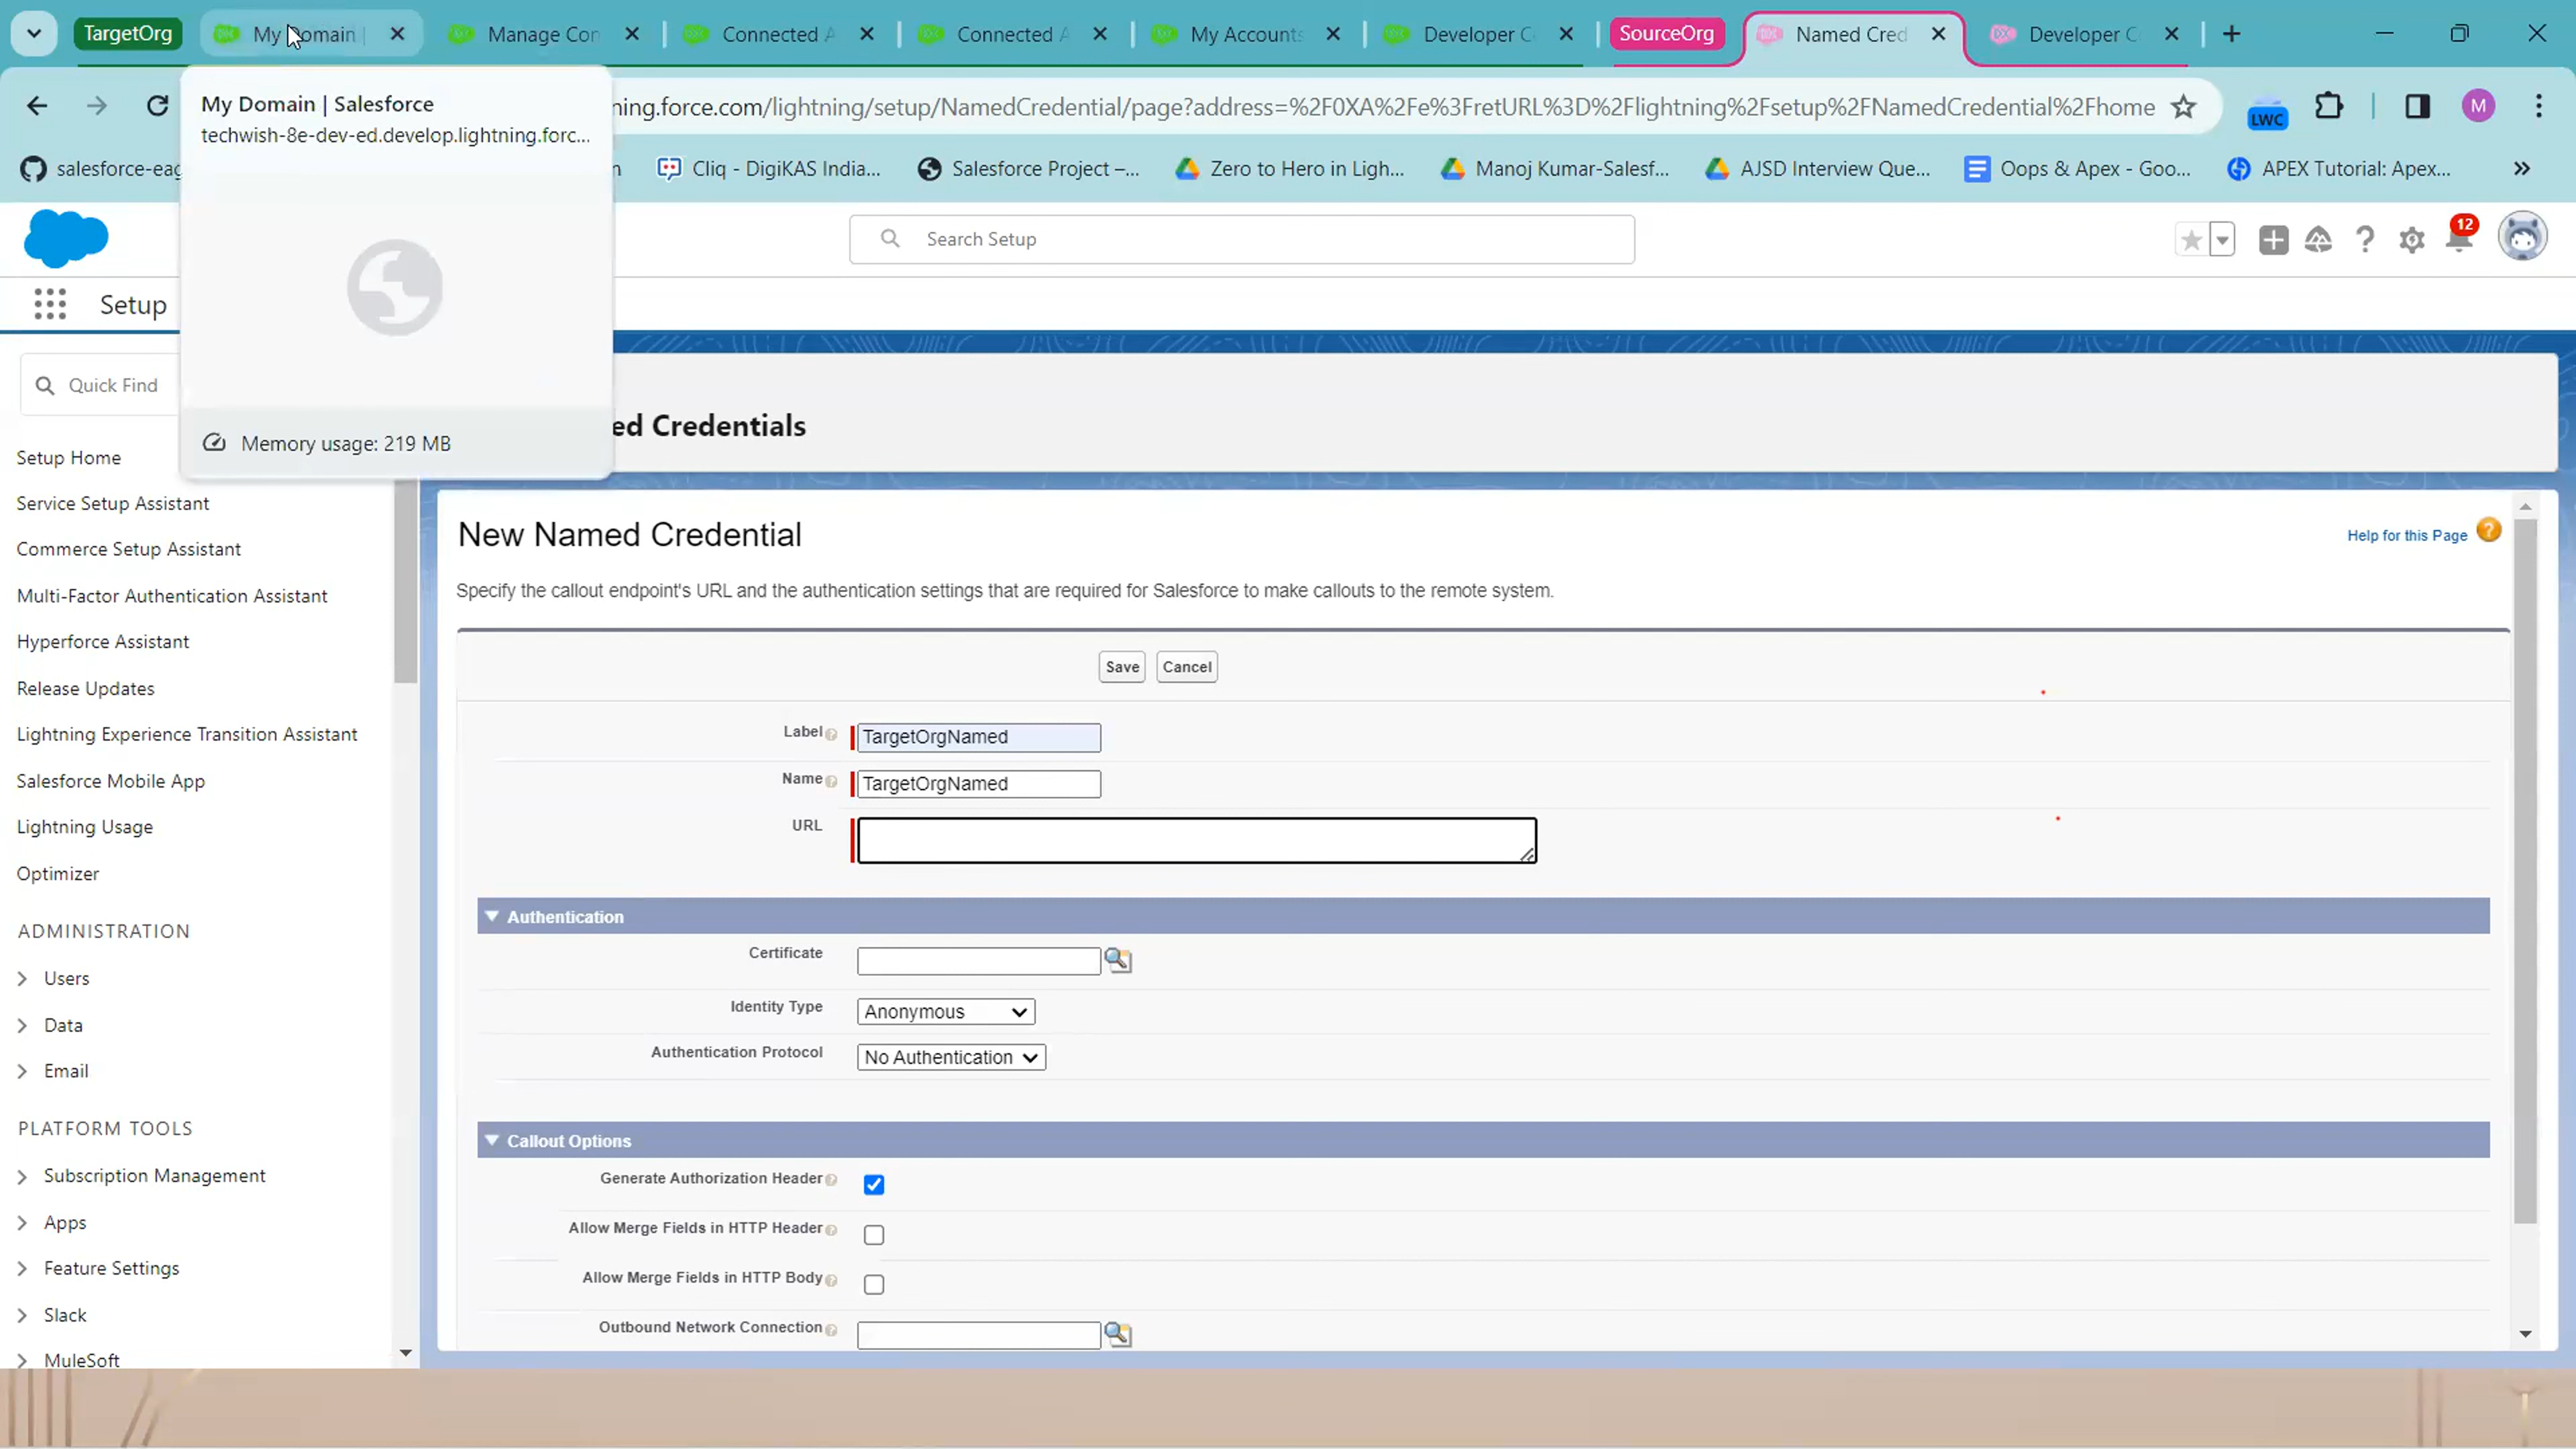 TargetOrg
My Domain |
Manage Con
Connected A
Connected A
My Accounts
Developer C
SourceOrg
Named Cred
Developer C
My Domain | Salesforce
techwish-8e-dev-ed.develop.lightning.forc...
ning.force.com/lightning/setup/NamedCredential/page?address=%2F0XA%2Fe%3FretURL%3D%2Flightning%2Fsetup%2FNamedCredential%2Fhome
LWC
M
salesforce-eag
Cliq - DigiKAS India...
Salesforce Project –...
Zero to Hero in Ligh...
Manoj Kumar-Salesf...
AJSD Interview Que...
Oops & Apex - Goo...
APEX Tutorial: Apex...
Search Setup
12
Setup
Quick Find
Memory usage: 219 MB
ed Credentials
Setup Home
Service Setup Assistant
Commerce Setup Assistant
Multi-Factor Authentication Assistant
Hyperforce Assistant
Release Updates
Lightning Experience Transition Assistant
Salesforce Mobile App
Lightning Usage
Optimizer
ADMINISTRATION
Users
Data
Email
PLATFORM TOOLS
Subscription Management
Apps
Feature Settings
Slack
MuleSoft
New Named Credential
Help for this Page
Specify the callout endpoint's URL and the authentication settings that are required for Salesforce to make callouts to the remote system.
Save
Cancel
Label TargetOrgNamed
Name TargetOrgNamed
URL
Authentication
Certificate
Identity Type Anonymous
Authentication Protocol No Authentication
Callout Options
Generate Authorization Header
Allow Merge Fields in HTTP Header
Allow Merge Fields in HTTP Body
Outbound Network Connection